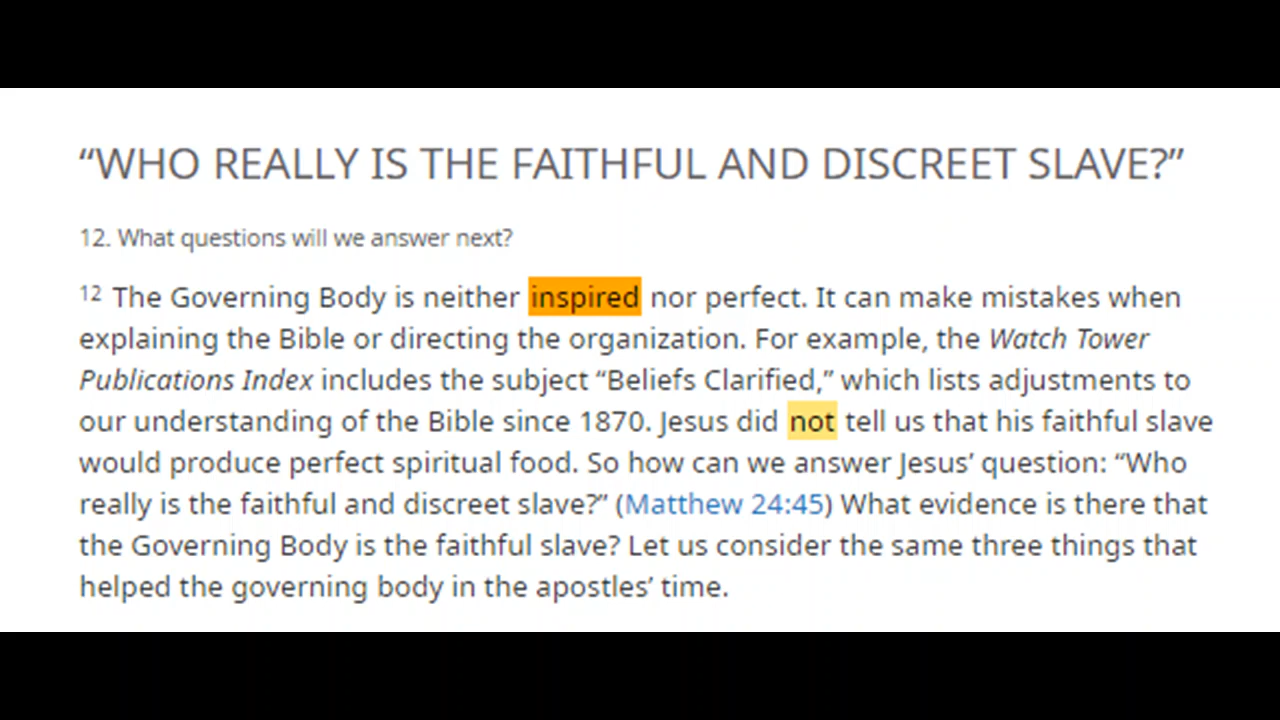 “WHO REALLY IS THE FAITHFUL AND DISCREET SLAVE?”
12. What questions will we answer next?
12 The Governing Body is neither inspired nor perfect. It can make mistakes when
explaining the Bible or directing the organization. For example, the Watch Tower
Publications Index includes the subject “Beliefs Clarified,” which lists adjustments to
our understanding of the Bible since 1870. Jesus did not tell us that his faithful slave
would produce perfect spiritual food. So how can we answer Jesus’ question: “Who
really is the faithful and discreet slave?” (Matthew 24:45) What evidence is there that
the Governing Body is the faithful slave? Let us consider the same three things that
helped the governing body in the apostles’ time.